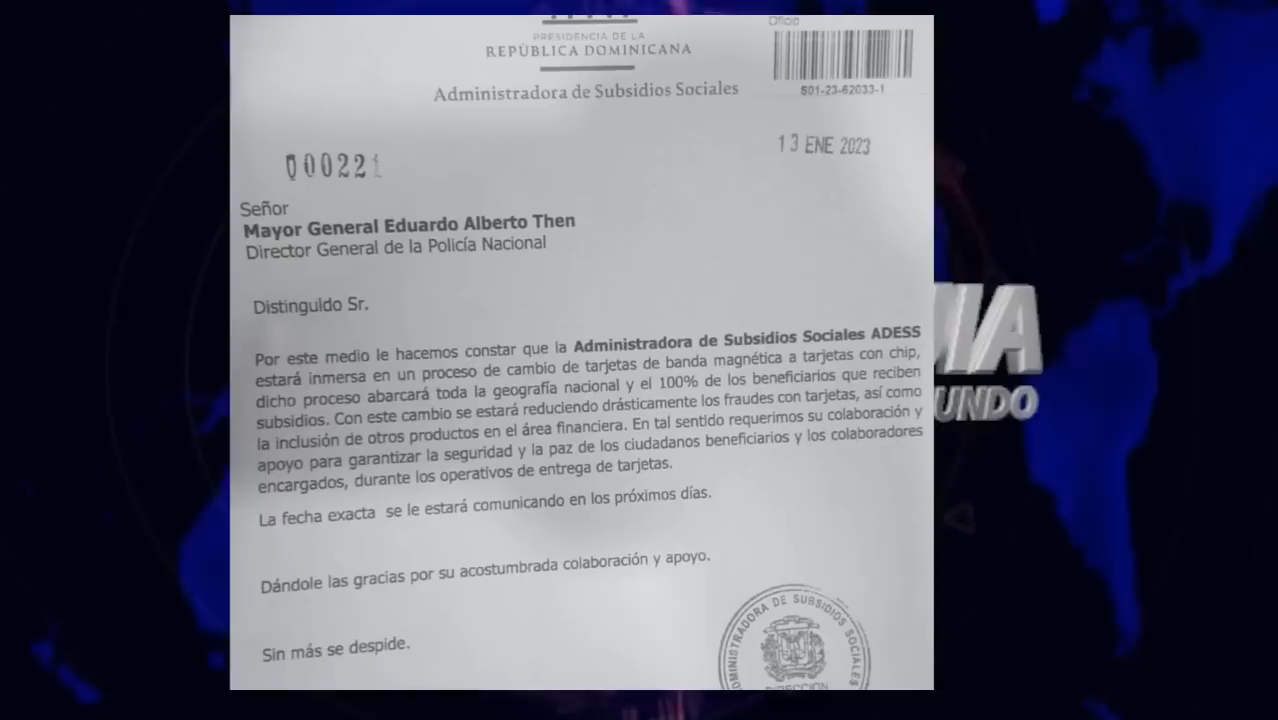 Oficio
PRESIDENCIA DE LA
REPÚBLICA DOMINICANA
Administradora de Subsidios Sociales
S01-23-62033-1
13 ENE 2023
000221
Señor
Mayor General Eduardo Alberto Then
Director General de la Policía Nacional
Distinguido Sr.
Por este medio le hacemos constar que la Administradora de Subsidios Sociales ADESS
estará inmersa en un proceso de cambio de tarjetas de banda magnética a tarjetas con chip,
dicho proceso abarcará toda la geografía nacional y el 100% de los beneficiarios que reciben
subsidios. Con este cambio se estará reduciendo drásticamente los fraudes con tarjetas, así como
la inclusión de otros productos en el área financiera. En tal sentido requerimos su colaboración y
apoyo para garantizar la seguridad y la paz de los ciudadanos beneficiarios y los colaboradores
encargados, durante los operativos de entrega de tarjetas.
La fecha exacta se le estará comunicando en los próximos días.
Dándole las gracias por su acostumbrada colaboración y apoyo.
Sin más se despide.
ADMINISTRADORA DE SUBSIDIOS SOCIALES
DIRECCION
UNDO